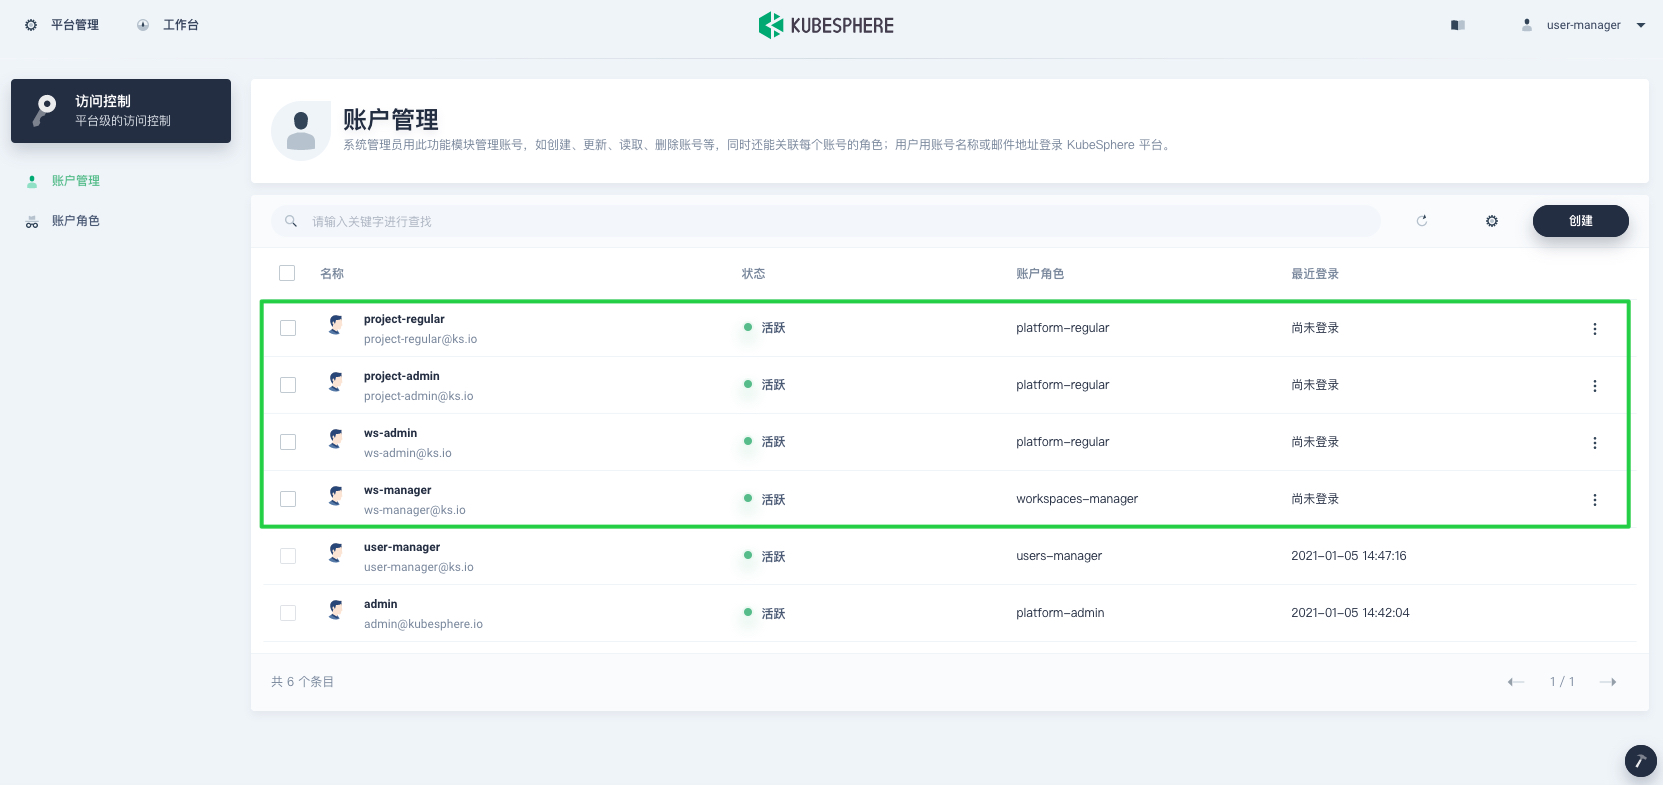 平台管理
工作台
KUBESPHERE
user-manager
访问控制
平台级的访问控制
账户管理
账户角色
账户管理
系统管理员用此功能模块管理账号，如创建、更新、读取、删除账号等，同时还能关联每个账号的角色；用户用账号名称或邮件地址登录 KubeSphere 平台。
请输入关键字进行查找
创建
名称 状态 账户角色 最近登录
project-regular
project-regular@ks.io
活跃 platform-regular 尚未登录
project-admin
project-admin@ks.io
活跃 platform-regular 尚未登录
ws-admin
ws-admin@ks.io
活跃 platform-regular 尚未登录
ws-manager
ws-manager@ks.io
活跃 workspaces-manager 尚未登录
user-manager
user-manager@ks.io
活跃 users-manager 2021-01-05 14:47:16
admin
admin@kubesphere.io
活跃 platform-admin 2021-01-05 14:42:04
共 6 个条目
1 / 1